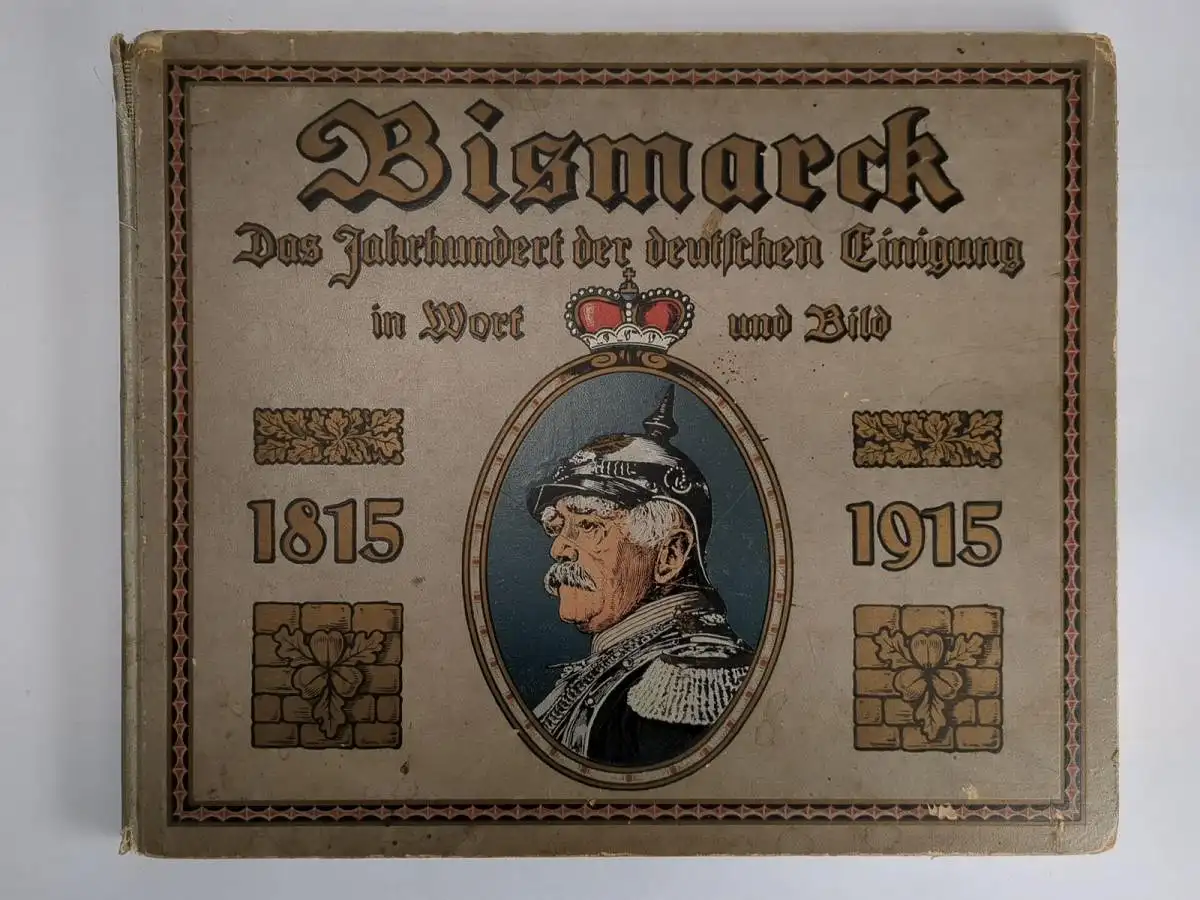 Bismarck
Das Jahrhundert der deutschen Einigung
in Wort und Bild
1815 1915